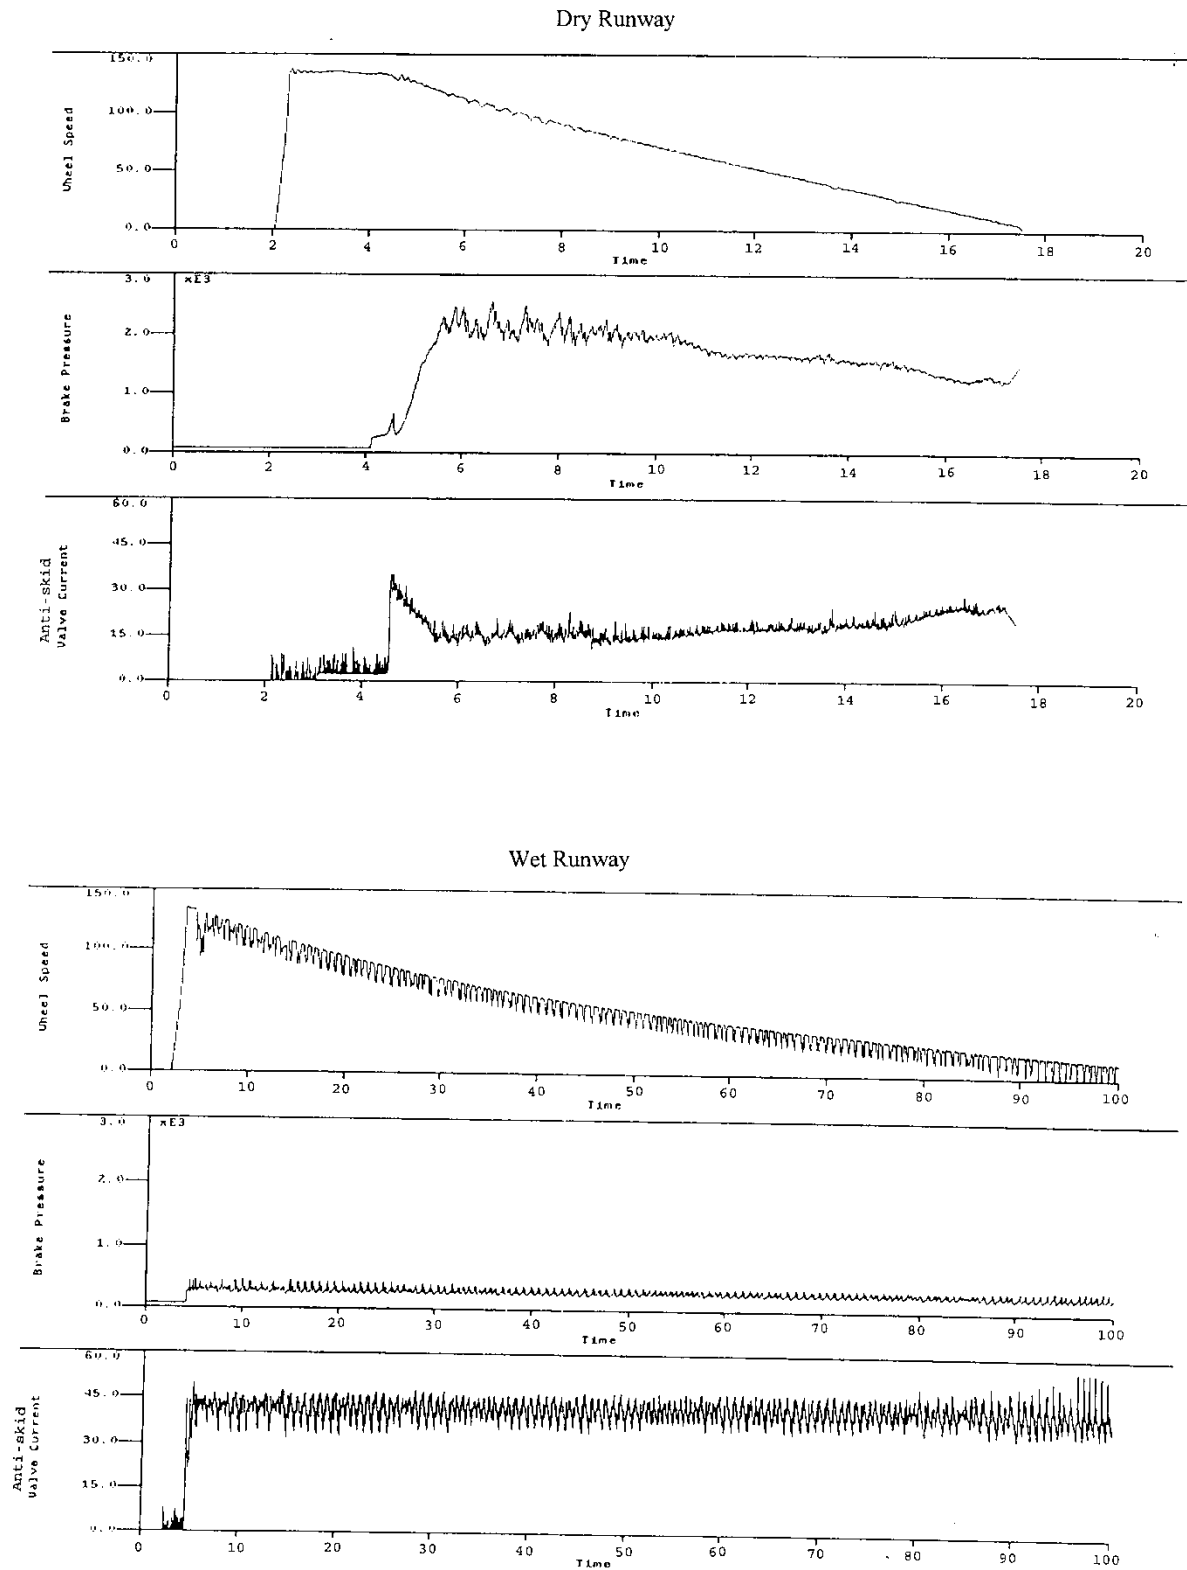 Dry Runway
150.0
100.0
50.0
0.0
Wheel Speed
0 2 4 6 8 10 12 14 16 18 20
Time
3.0 xE3
2.0
1.0
0.0
Brake Pressure
0 2 4 6 8 10 12 14 16 18 20
Time
60.0
45.0
30.0
15.0
0.0
Anti-skid
Valve Current
0 2 4 6 8 10 12 14 16 18 20
Time
Wet Runway
150.0
100.0
50.0
0.0
Wheel Speed
0 10 20 30 40 50 60 70 80 90 100
Time
3.0 xE3
2.0
1.0
0.0
Brake Pressure
0 10 20 30 40 50 60 70 80 90 100
Time
60.0
45.0
30.0
15.0
0.0
Anti-skid
Valve Current
0 10 20 30 40 50 60 70 80 90 100
Time